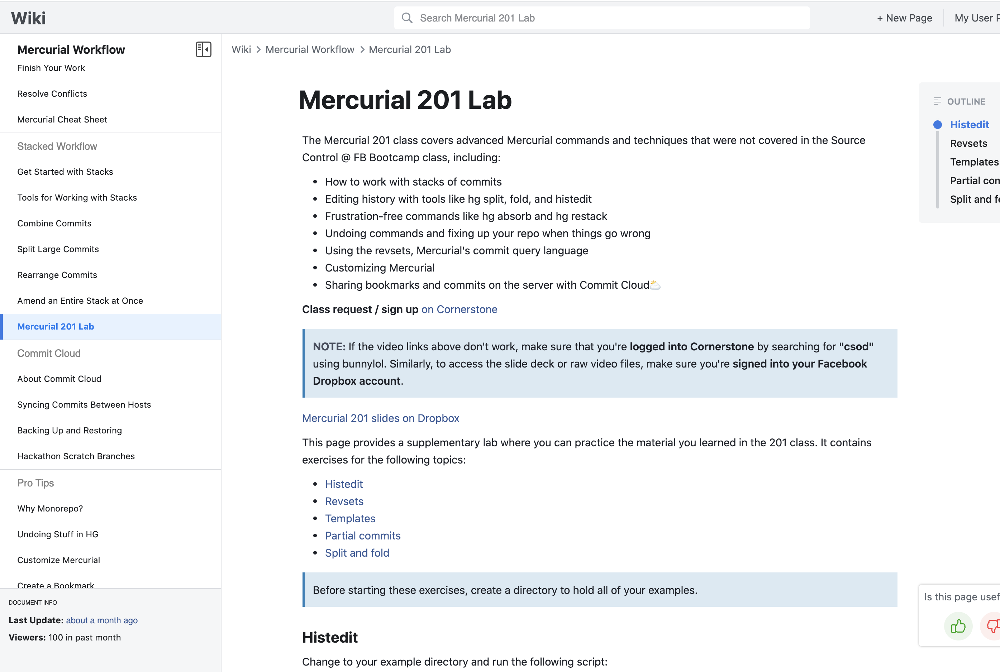 Wiki
Search Mercurial 201 Lab
+ New Page
My User
Mercurial Workflow
Finish Your Work
Resolve Conflicts
Mercurial Cheat Sheet
Stacked Workflow
Get Started with Stacks
Tools for Working with Stacks
Combine Commits
Split Large Commits
Rearrange Commits
Amend an Entire Stack at Once
Mercurial 201 Lab
Commit Cloud
About Commit Cloud
Syncing Commits Between Hosts
Backing Up and Restoring
Hackathon Scratch Branches
Pro Tips
Why Monorepo?
Undoing Stuff in HG
Customize Mercurial
Create a Bookmark
DOCUMENT INFO
Last Update: about a month ago
Viewers: 100 in past month
Wiki > Mercurial Workflow > Mercurial 201 Lab
Mercurial 201 Lab
The Mercurial 201 class covers advanced Mercurial commands and techniques that were not covered in the Source
Control @ FB Bootcamp class, including:
• How to work with stacks of commits
• Editing history with tools like hg split, fold, and histedit
• Frustration-free commands like hg absorb and hg restack
• Undoing commands and fixing up your repo when things go wrong
• Using the revsets, Mercurial's commit query language
• Customizing Mercurial
• Sharing bookmarks and commits on the server with Commit Cloud🌥️
Class request / sign up on Cornerstone
NOTE: If the video links above don't work, make sure that you're logged into Cornerstone by searching for "csod"
using bunnylol. Similarly, to access the slide deck or raw video files, make sure you're signed into your Facebook
Dropbox account.
Mercurial 201 slides on Dropbox
This page provides a supplementary lab where you can practice the material you learned in the 201 class. It contains
exercises for the following topics:
• Histedit
• Revsets
• Templates
• Partial commits
• Split and fold
Before starting these exercises, create a directory to hold all of your examples.
Histedit
Change to your example directory and run the following script:
OUTLINE
Histedit
Revsets
Templates
Partial
Split and
Is this page